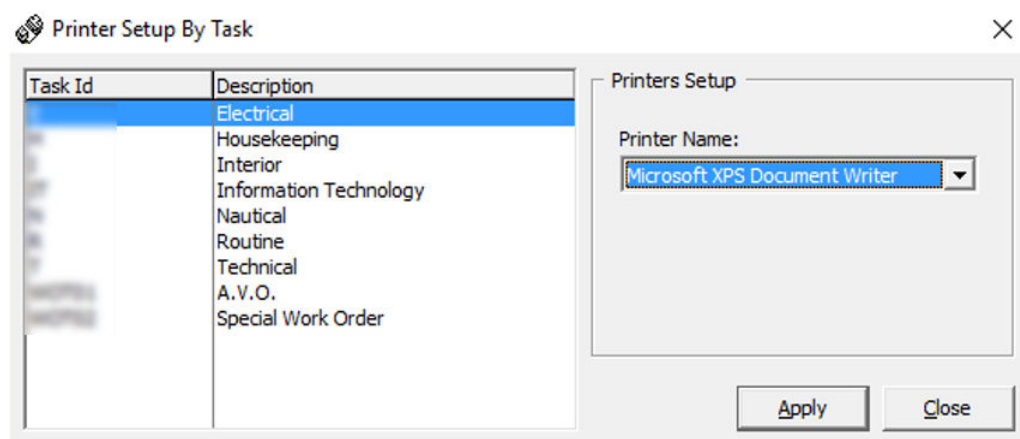 Printer Setup By Task
Task Id Description
Electrical
Housekeeping
Interior
Information Technology
Nautical
Routine
Technical
A.V.O.
Special Work Order
Printers Setup
Printer Name:
Microsoft XPS Document Writer
Apply Close